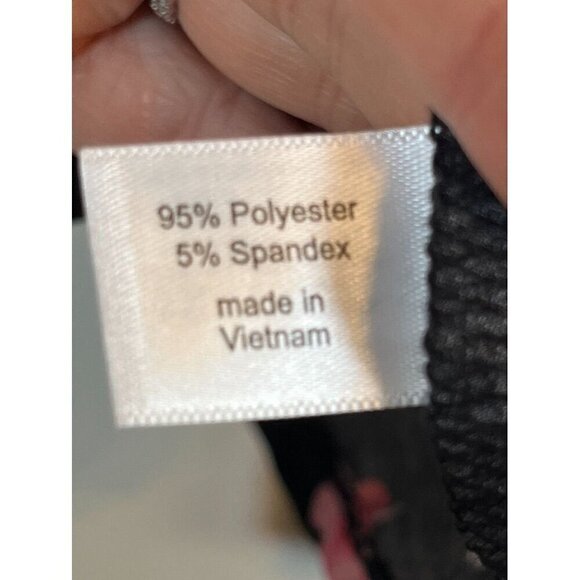 95% Polyester
5% Spandex
made in
Vietnam